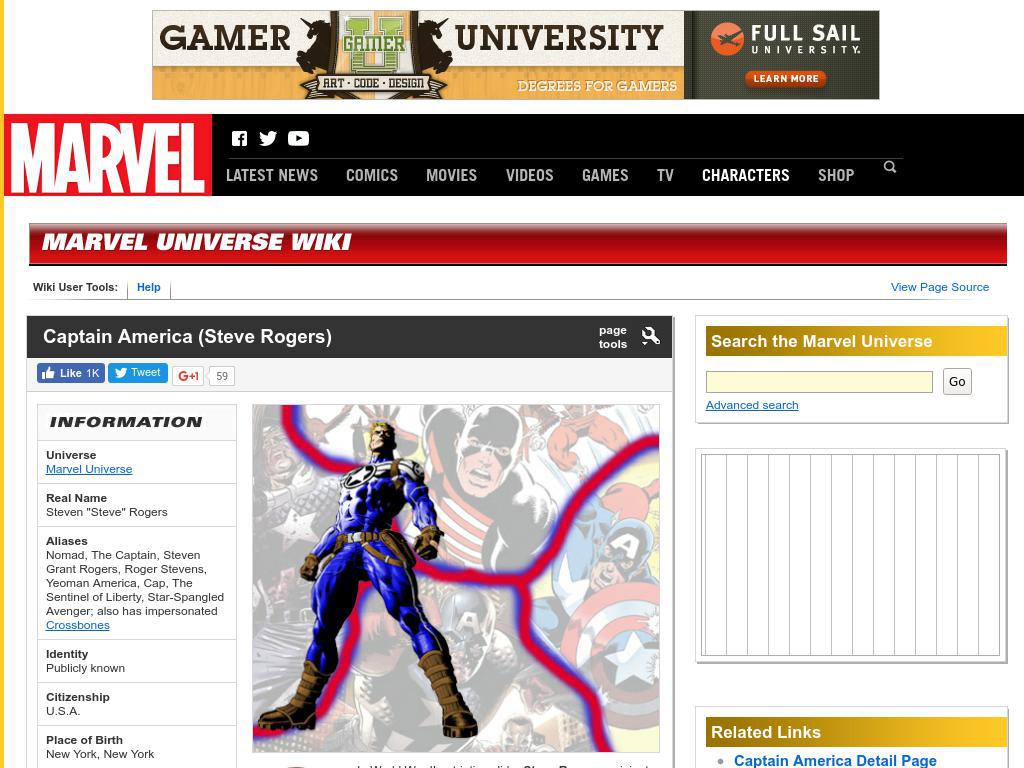 GAMER
GAMER
U
UNIVERSITY
ART · CODE · DESIGN
DEGREES FOR GAMERS
FULL SAIL
UNIVERSITY.
LEARN MORE
MARVEL
LATEST NEWS COMICS MOVIES VIDEOS GAMES TV CHARACTERS SHOP
MARVEL UNIVERSE WIKI
Wiki User Tools: Help View Page Source
Captain America (Steve Rogers) page tools
Like 1K Tweet G+1 59
INFORMATION
Universe
Marvel Universe
Real Name
Steven "Steve" Rogers
Aliases
Nomad, The Captain, Steven
Grant Rogers, Roger Stevens,
Yeoman America, Cap, The
Sentinel of Liberty, Star-Spangled
Avenger; also has impersonated
Crossbones
Identity
Publicly known
Citizenship
U.S.A.
Place of Birth
New York, New York
A
A
Search the Marvel Universe
Go
Advanced search
Related Links
Captain America Detail Page